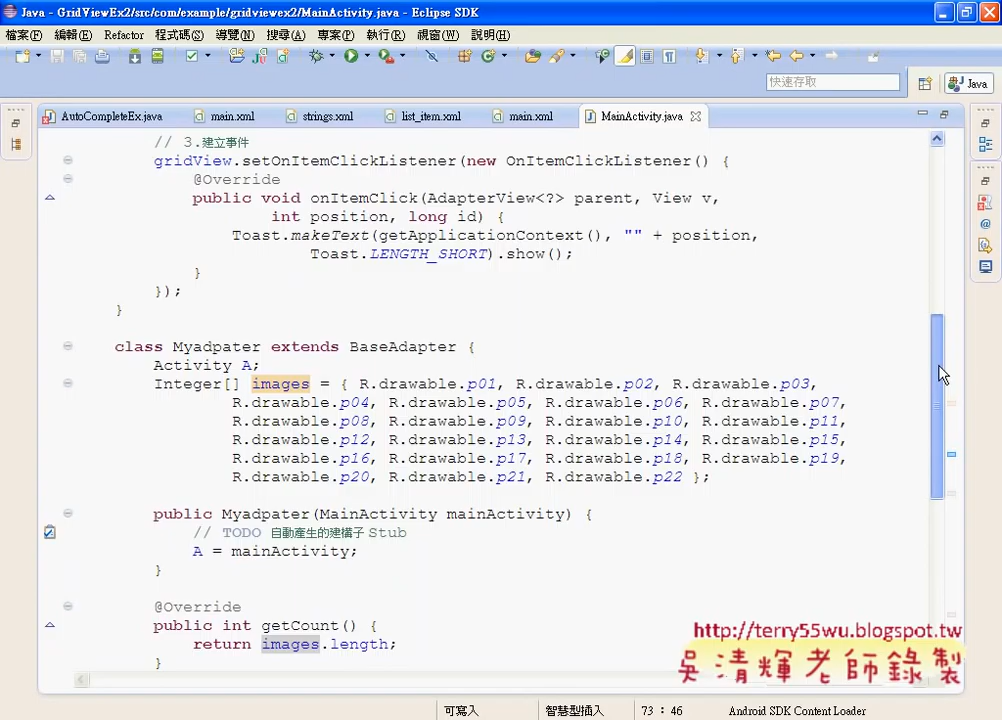 Java - GridViewEx2/src/com/example/gridviewex2/MainActivity.java - Eclipse SDK
檔案(F) 編輯(E) Refactor 程式碼(S) 導覽(N) 搜尋(A) 專案(P) 執行(R) 視窗(W) 說明(H)
快速存取 Java
AutoCompleteEx.java main.xml strings.xml list_item.xml main.xml MainActivity.java
// 3.建立事件
gridView.setOnItemClickListener(new OnItemClickListener() {
@Override
public void onItemClick(AdapterView<?> parent, View v,
int position, long id) {
Toast.makeText(getApplicationContext(), "" + position,
Toast.LENGTH_SHORT).show();
}
});
}
class Myadpater extends BaseAdapter {
Activity A;
Integer[] images = { R.drawable.p01, R.drawable.p02, R.drawable.p03,
R.drawable.p04, R.drawable.p05, R.drawable.p06, R.drawable.p07,
R.drawable.p08, R.drawable.p09, R.drawable.p10, R.drawable.p11,
R.drawable.p12, R.drawable.p13, R.drawable.p14, R.drawable.p15,
R.drawable.p16, R.drawable.p17, R.drawable.p18, R.drawable.p19,
R.drawable.p20, R.drawable.p21, R.drawable.p22 };
public Myadpater(MainActivity mainActivity) {
// TODO 自動產生的建構子 Stub
A = mainActivity;
}
@Override
public int getCount() {
return images.length;
}
http://terry55wu.blogspot.tw
吳清輝老師錄製
可寫入 智慧型插入 73 : 46 Android SDK Content Loader